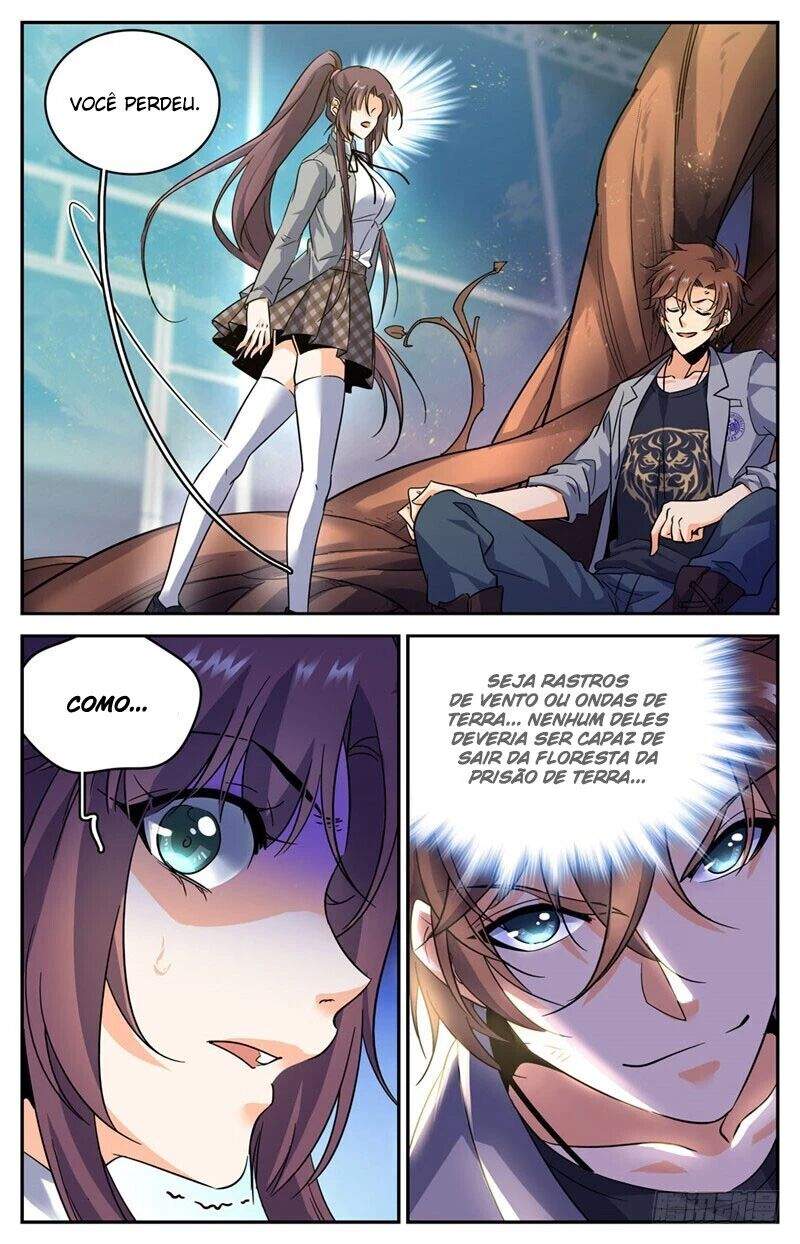 VOCÊ PERDEU.
COMO...
SEJA RASTROS
DE VENTO OU ONDAS DE
TERRA... NENHUM DELES
DEVERIA SER CAPAZ DE
SAIR DA FLORESTA DA
PRISÃO DE TERRA...